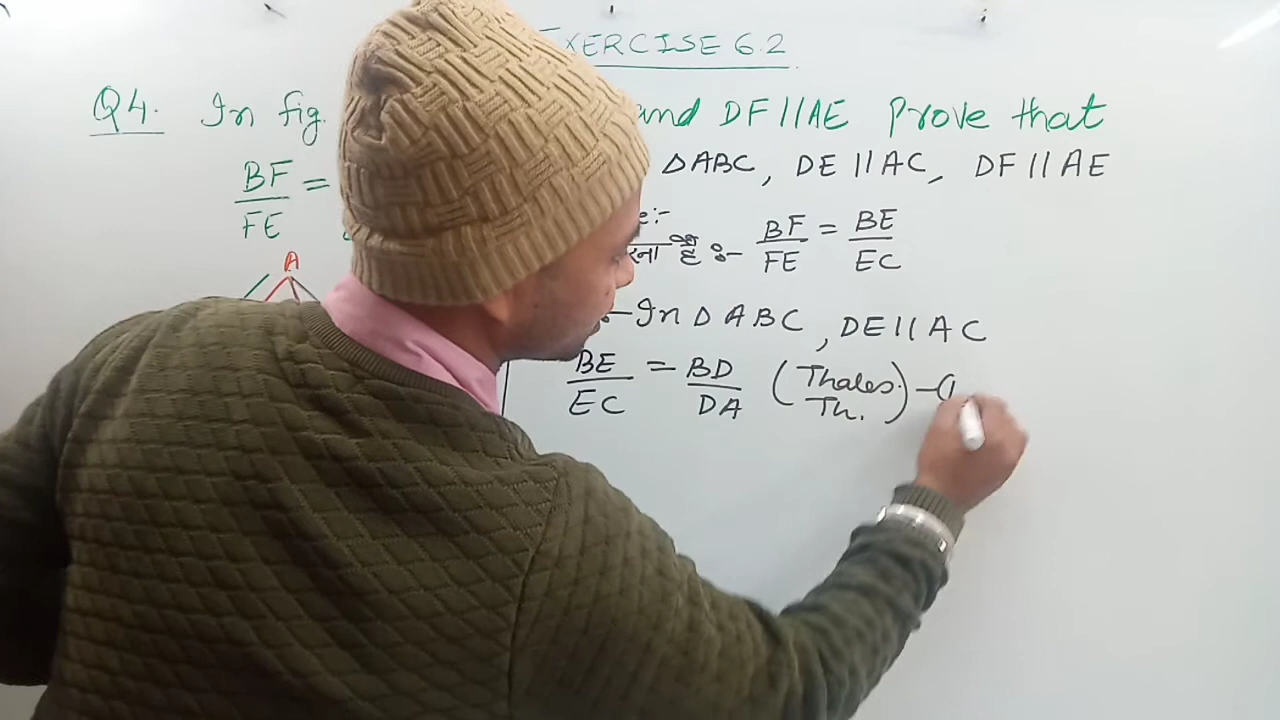 EXERCISE 6.2
Q4. In fig. and DF||AE Prove that
BF/FE =
ΔABC, DE||AC, DF||AE
है :- BF/FE = BE/EC
A
:- In ΔABC, DE||AC
BE/EC = BD/DA (Thales. Th.) -